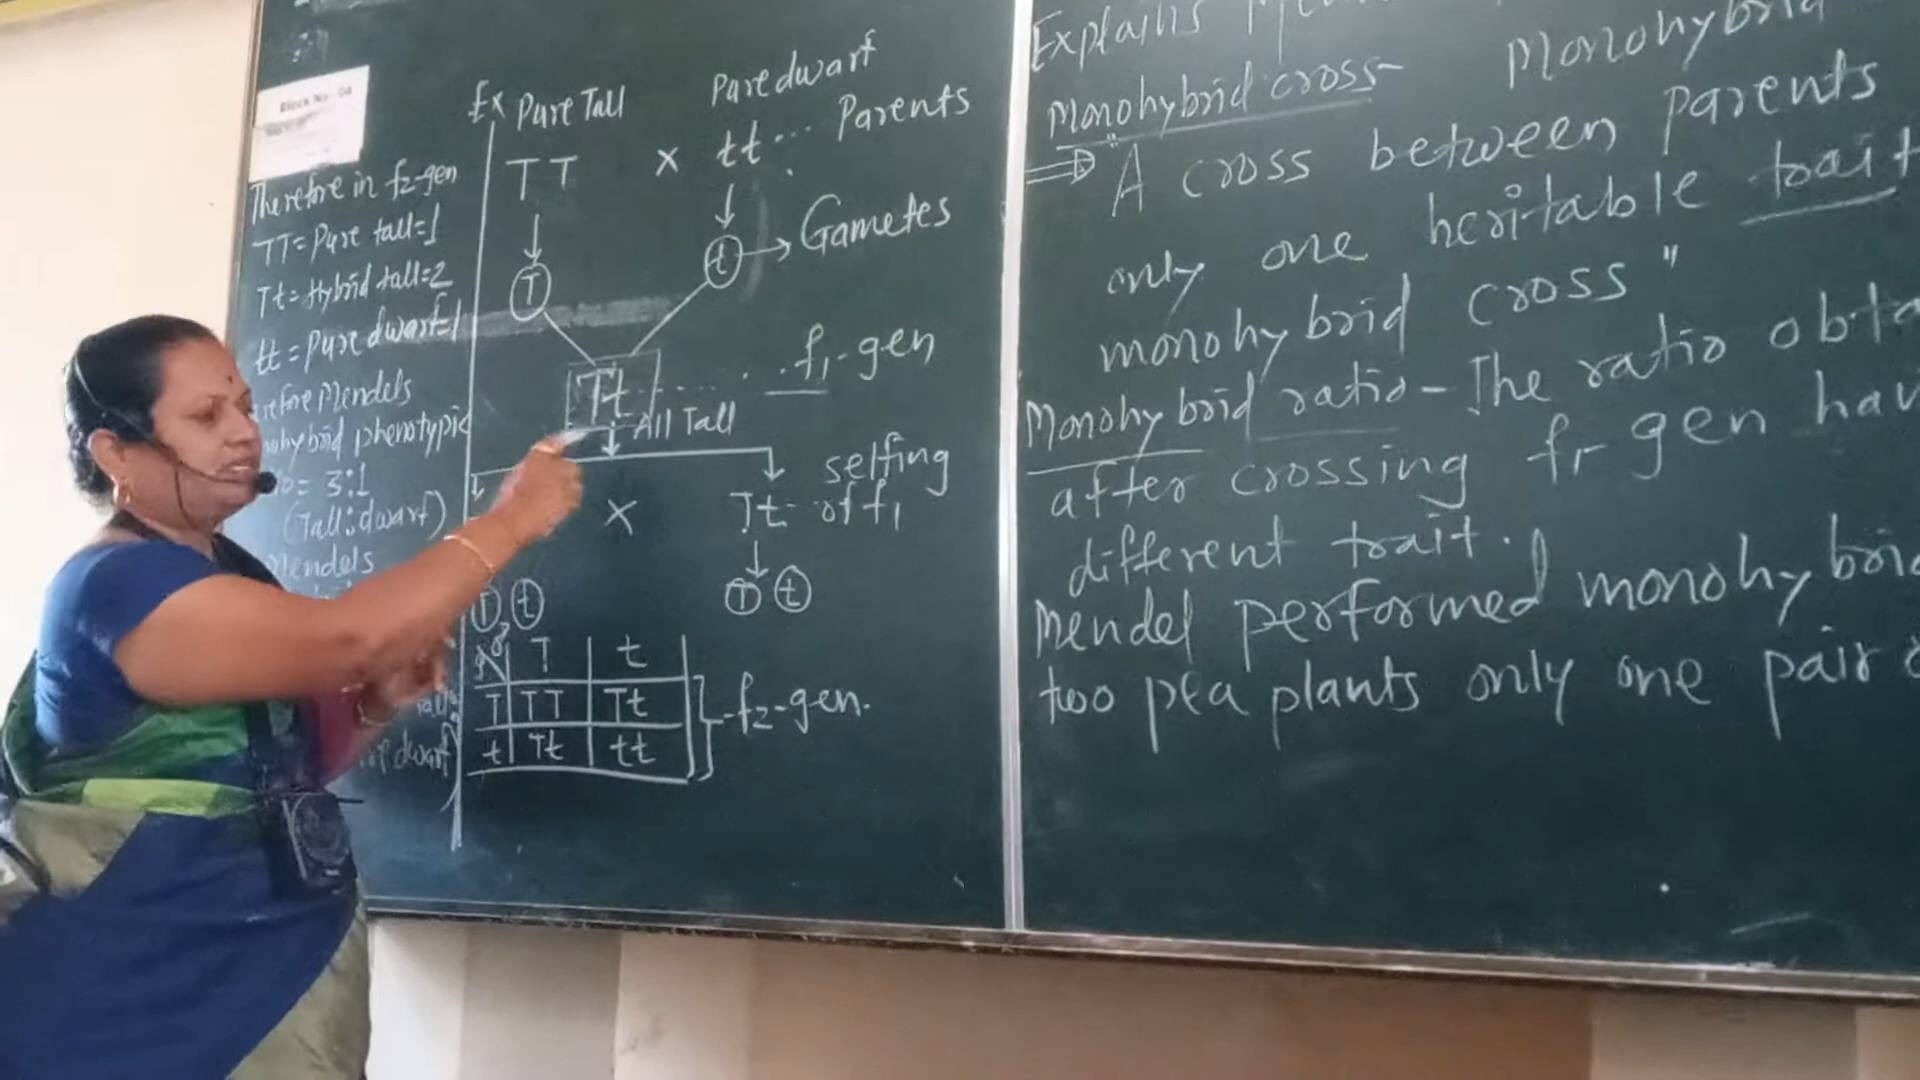 Block No - 04
Therefore in f2-gen
TT = Pure tall=1
Tt = Hybrid tall=2
tt = Pure dwarf=1
Mendels
phenotypic
= 3:1
(Tall:dwarf)
Mendels
dwarf)
Ex Pure Tall
Pure dwarf
TT x tt ... Parents
T t → Gametes
Tt ..... f1-gen
All Tall
selfing
x Tt of f1
T t T t
T t
T TT Tt
t Tt tt
f2-gen.
Explains
Monohybrid cross- Monohybrid
"A cross between parents
only one heritable trait
monohybrid cross"
Monohybrid ratio - The ratio
after crossing f1 gen
different trait.
Mendel performed
two pea plants only one pair